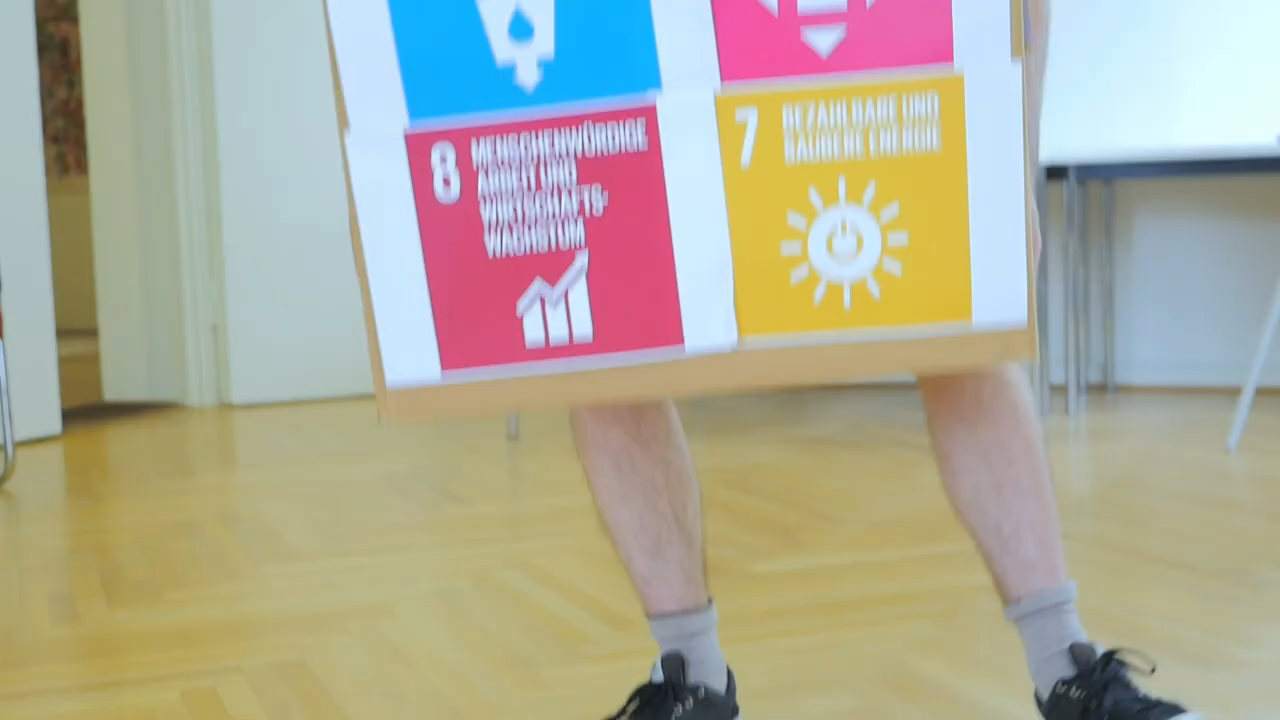 8 MENSCHENWÜRDIGE
ARBEIT UND
WIRTSCHAFTS-
WACHSTUM
7 BEZAHLBARE UND
SAUBERE ENERGIE